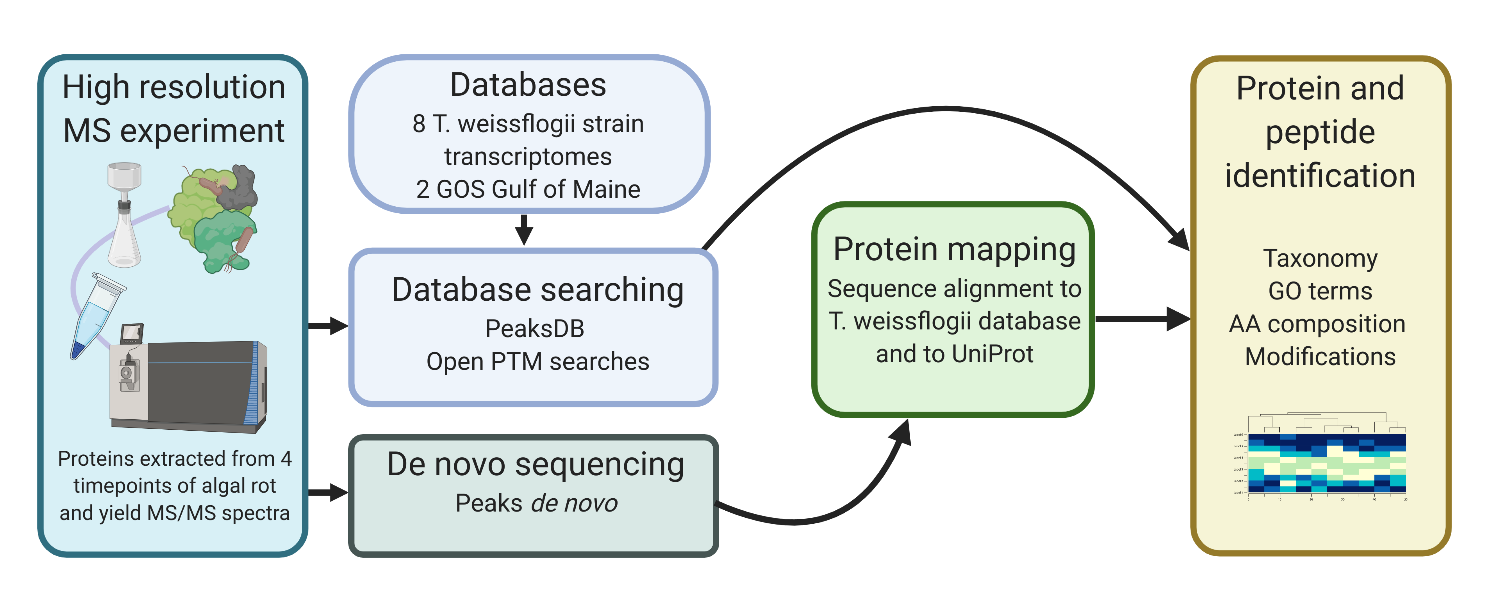 High resolution
MS experiment
Proteins extracted from 4
timepoints of algal rot
and yield MS/MS spectra
Databases
8 T. weissflogii strain
transcriptomes
2 GOS Gulf of Maine
Database searching
PeaksDB
Open PTM searches
De novo sequencing
Peaks de novo
Protein mapping
Sequence alignment to
T. weissflogii database
and to UniProt
Protein and
peptide
identification
Taxonomy
GO terms
AA composition
Modifications